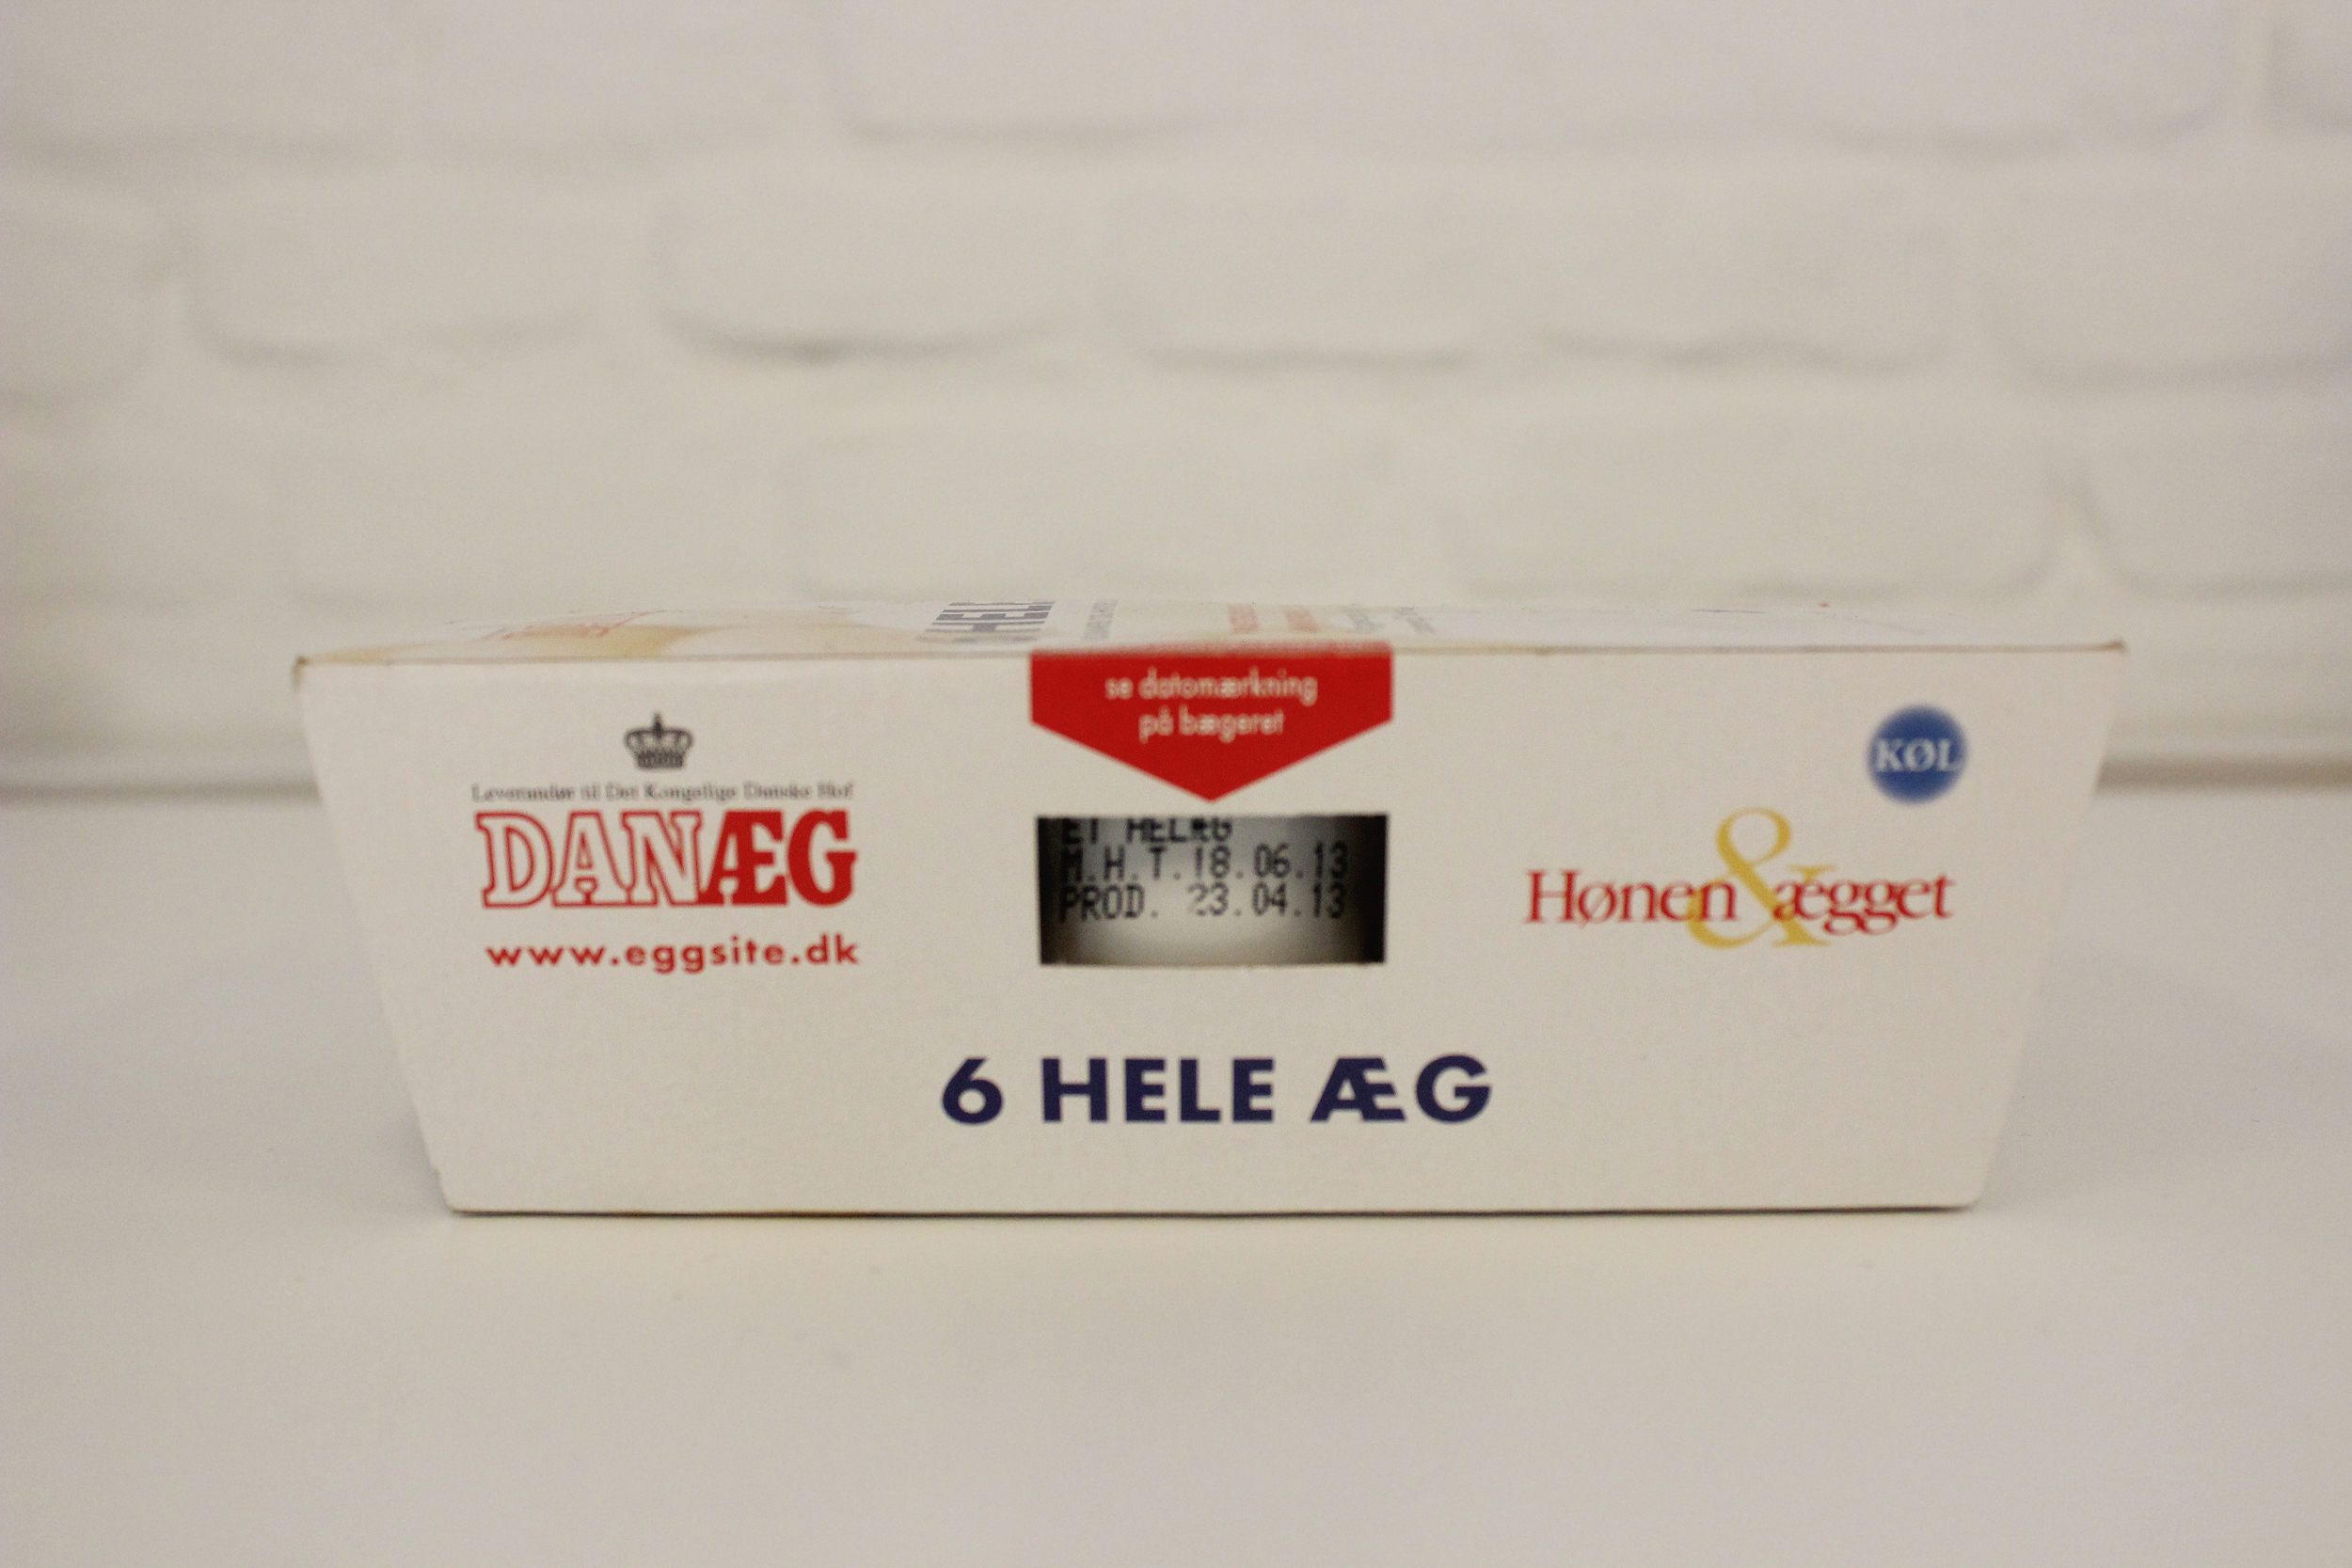 HELE
se datomærkning
på bægeret
KØL
Leverandør til Det Kongelige Danske Hof
DANÆG
www.eggsite.dk
ET HELÆG
M.H.T.18.06.13
PROD. 23.04.13
Hønen & ægget
6 HELE ÆG